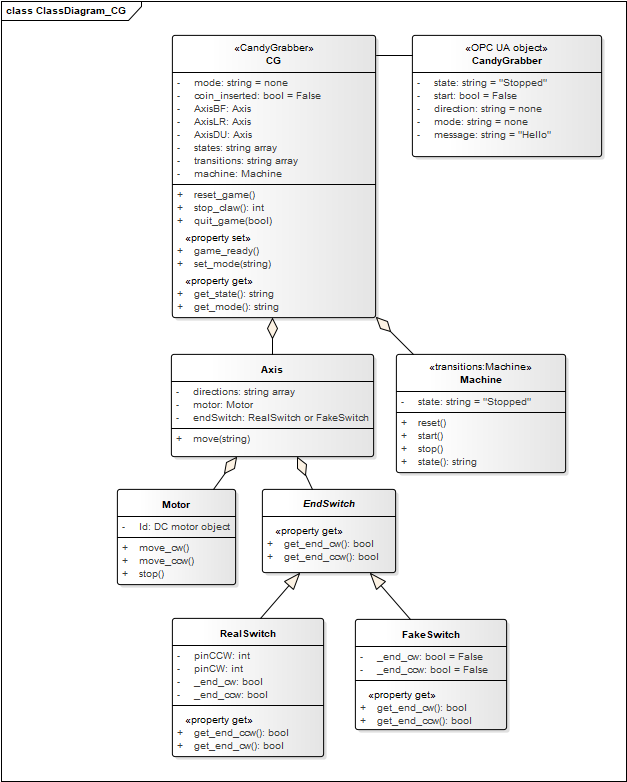 class ClassDiagram_CG
«CandyGrabber»
CG
- mode: string = none
- coin_inserted: bool = False
- AxisBF: Axis
- AxisLR: Axis
- AxisDU: Axis
- states: string array
- transitions: string array
- machine: Machine
+ reset_game()
+ stop_claw(): int
+ quit_game(bool)
«property set»
+ game_ready()
+ set_mode(string)
«property get»
+ get_state(): string
+ get_mode(): string
«OPC UA object»
CandyGrabber
- state: string = "Stopped"
- start: bool = False
- direction: string = none
- mode: string = none
- message: string = "Hello"
Axis
- directions: string array
- motor: Motor
- endSwitch: RealSwitch or FakeSwitch
+ move(string)
«transitions:Machine»
Machine
- state: string = "Stopped"
+ reset()
+ start()
+ stop()
+ state(): string
Motor
- Id: DC motor object
+ move_cw()
+ move_ccw()
+ stop()
EndSwitch
«property get»
+ get_end_cw(): bool
+ get_end_ccw(): bool
RealSwitch
- pinCCW: int
- pinCW: int
- _end_cw: bool
- _end_ccw: bool
«property get»
+ get_end_ccw(): bool
+ get_end_cw(): bool
FakeSwitch
- _end_cw: bool = False
- _end_ccw: bool = False
«property get»
+ get_end_cw(): bool
+ get_end_ccw(): bool